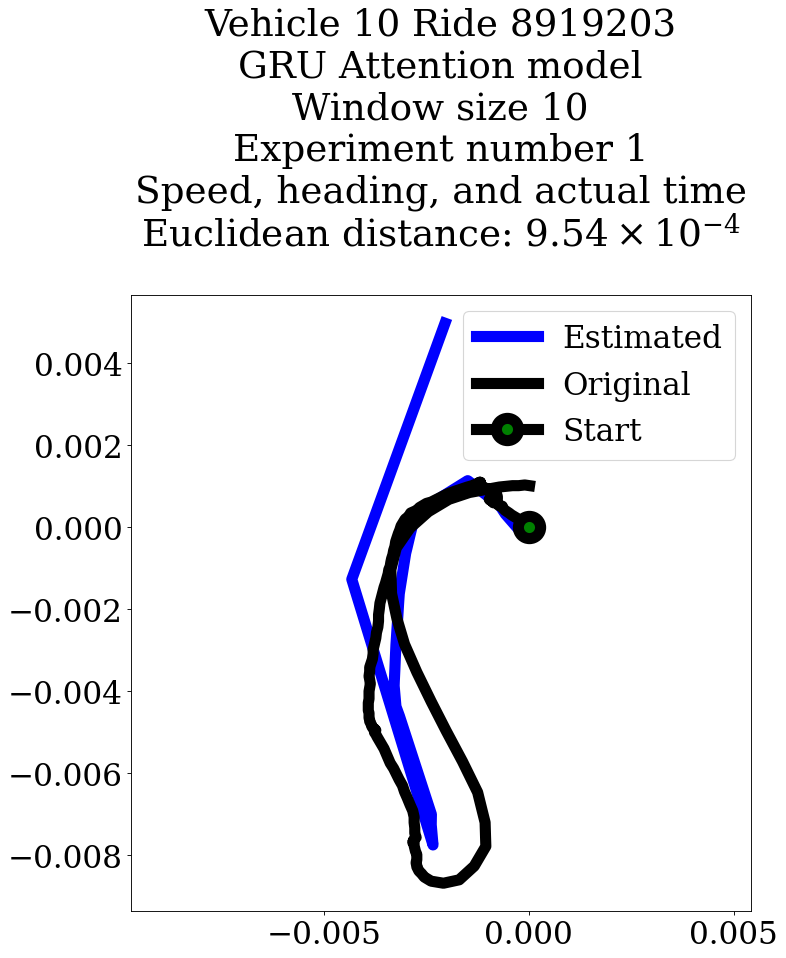 Vehicle 10 Ride 8919203
GRU Attention model
Window size 10
Experiment number 1
Speed, heading, and actual time
Euclidean distance: 9.54 × 10⁻⁴
Estimated
Original
Start
0.004
0.002
0.000
−0.002
−0.004
−0.006
−0.008
−0.005
0.000
0.005